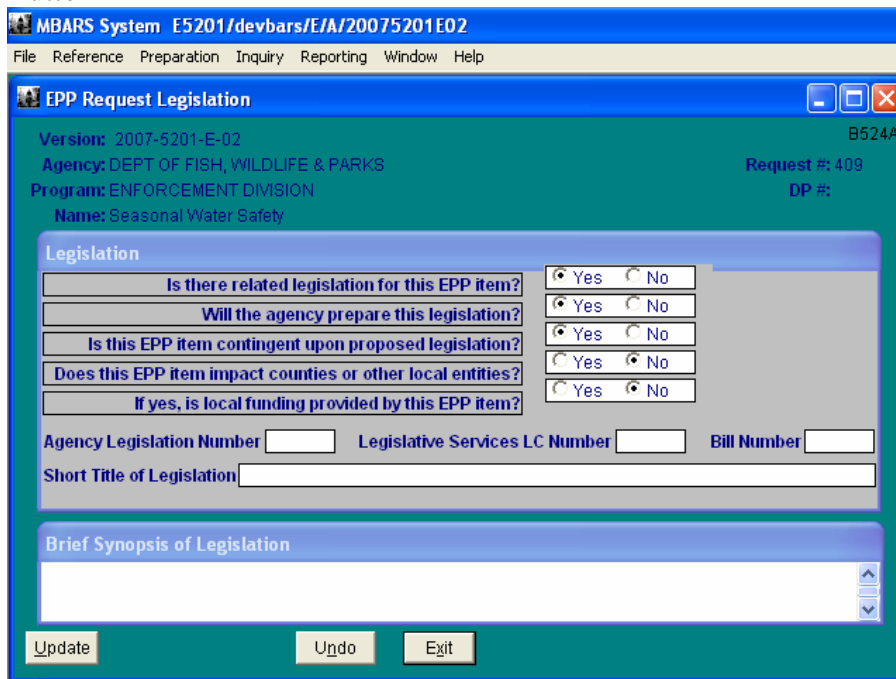 MBARS System E5201/devbars/E/A/20075201E02
File Reference Preparation Inquiry Reporting Window Help
EPP Request Legislation
Version: 2007-5201-E-02 B524A
Agency: DEPT OF FISH, WILDLIFE & PARKS Request #: 409
Program: ENFORCEMENT DIVISION DP #:
Name: Seasonal Water Safety
Legislation
Is there related legislation for this EPP item? Yes No
Will the agency prepare this legislation? Yes No
Is this EPP item contingent upon proposed legislation? Yes No
Does this EPP item impact counties or other local entities? Yes No
If yes, is local funding provided by this EPP item? Yes No
Agency Legislation Number Legislative Services LC Number Bill Number
Short Title of Legislation
Brief Synopsis of Legislation
Update Undo Exit